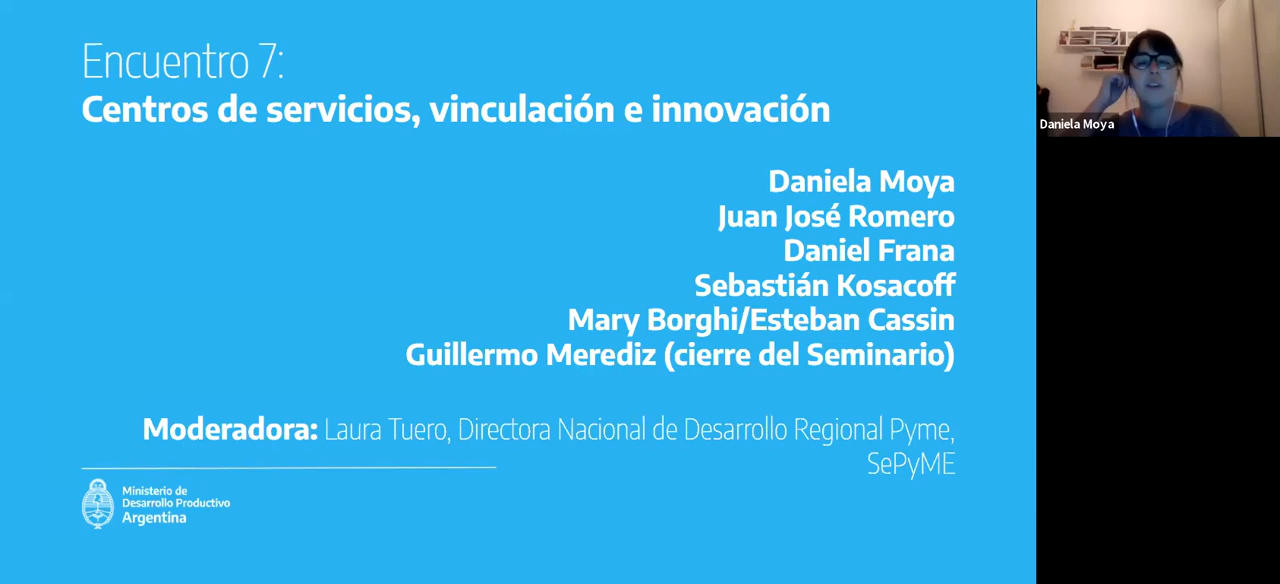 Encuentro 7:
Centros de servicios, vinculación e innovación
Daniela Moya
Juan José Romero
Daniel Frana
Sebastián Kosacoff
Mary Borghi/Esteban Cassin
Guillermo Merediz (cierre del Seminario)
Moderadora: Laura Tuero, Directora Nacional de Desarrollo Regional Pyme,
SePyME
Ministerio de
Desarrollo Productivo
Argentina
Daniela Moya